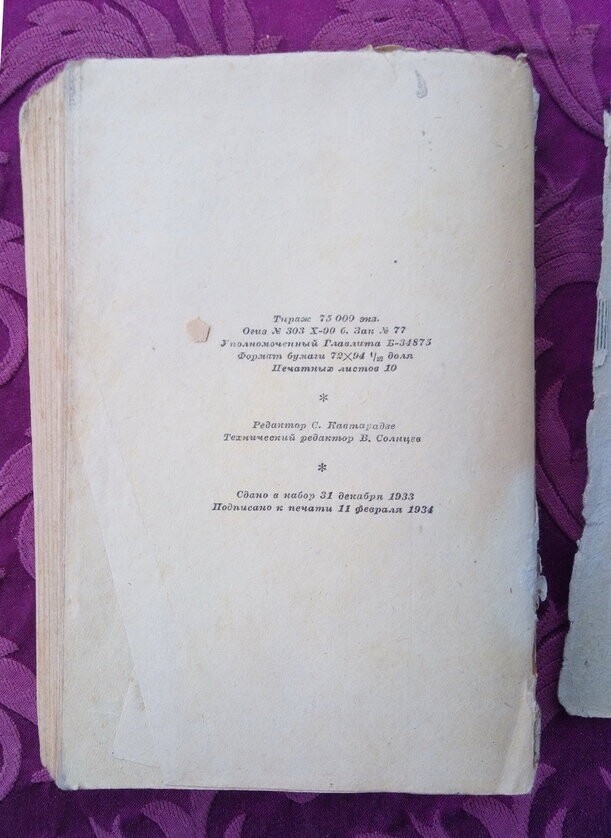 Тираж 75 000 экз.
Огиз № 303 X-90 б. Зак № 77
Уполномоченный Главлита Б-34875
Формат бумаги 72×94 1/32 доля
Печатных листов 10
*
Редактор С. Кавтарадзе
Технический редактор В. Солнцев
*
Сдано в набор 31 декабря 1933
Подписано к печати 11 февраля 1934